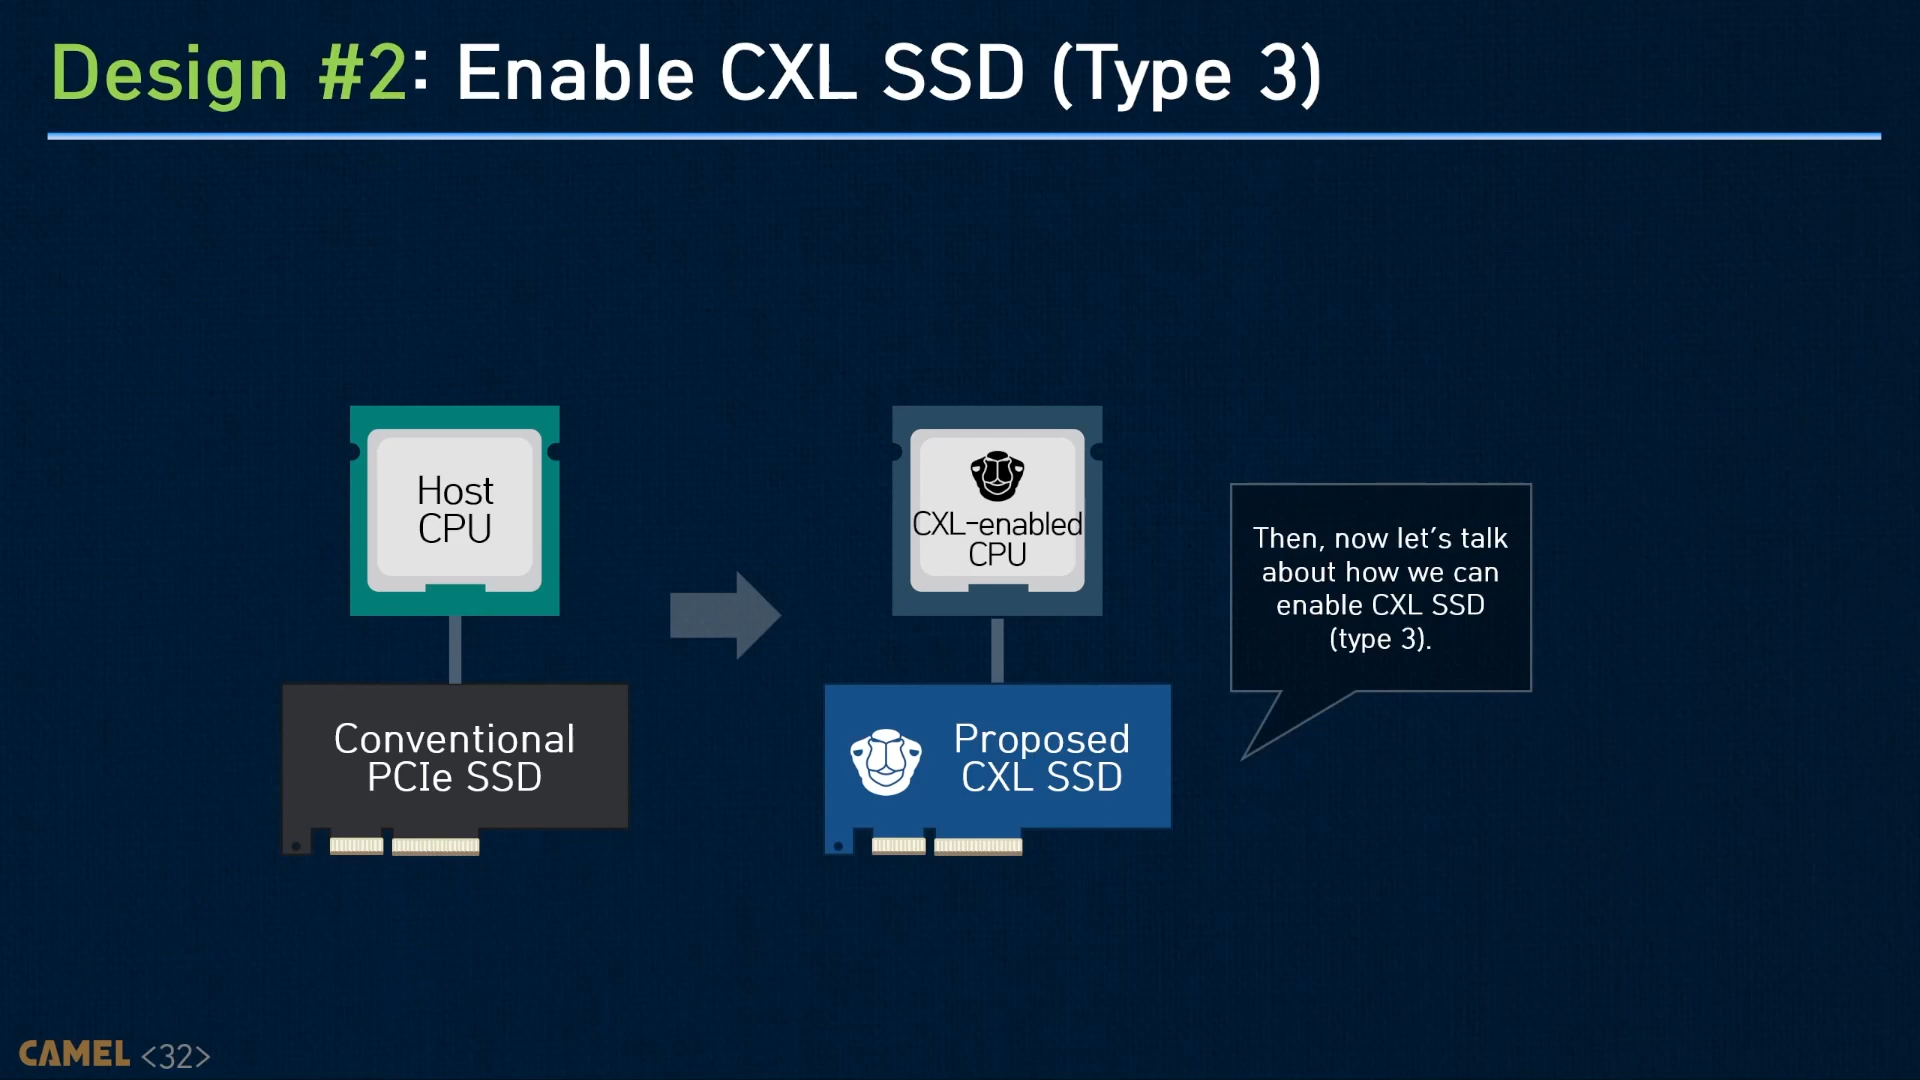 Design #2: Enable CXL SSD (Type 3)
Host
CPU
Conventional
PCIe SSD
CXL-enabled
CPU
Proposed
CXL SSD
Then, now let's talk
about how we can
enable CXL SSD
(type 3).
CAMEL <32>